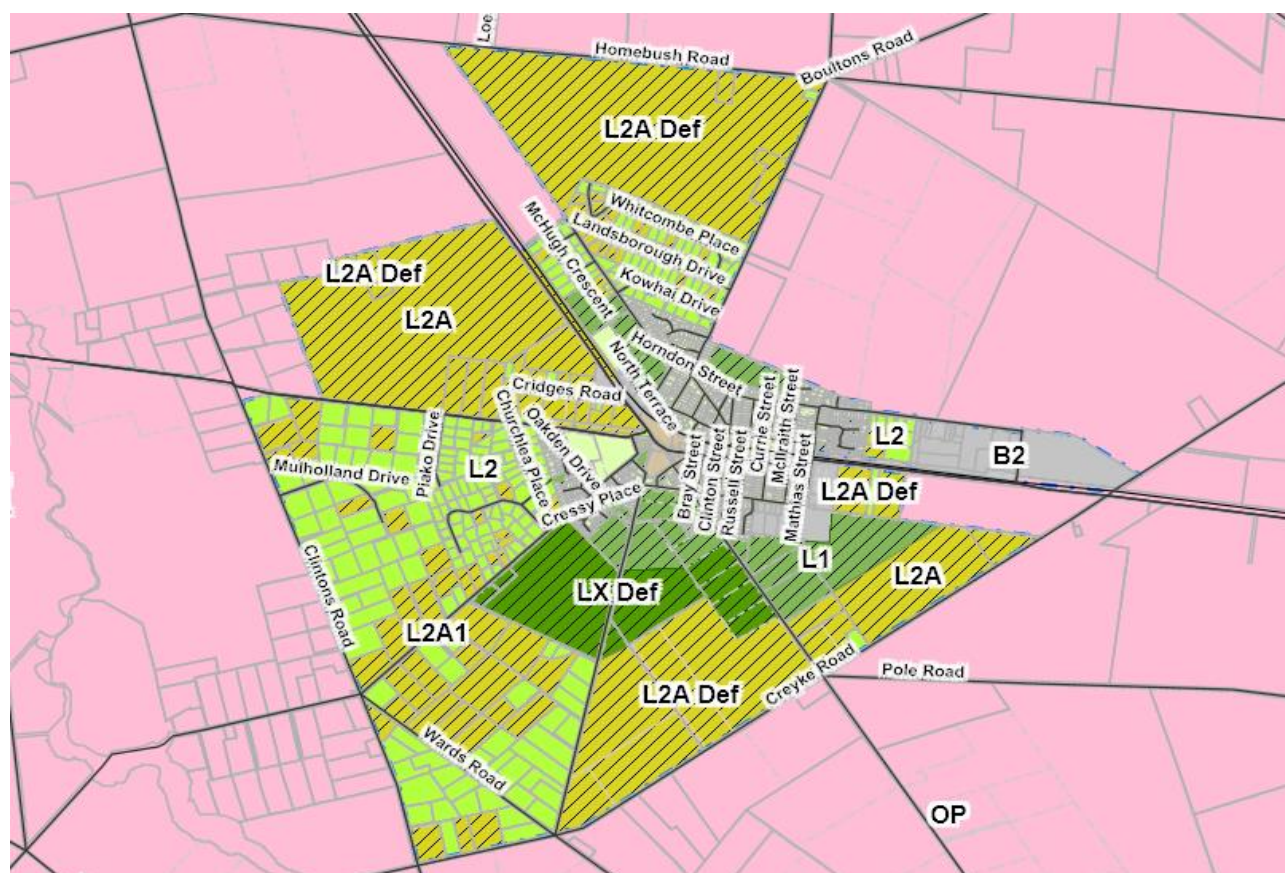 Loe
Homebush Road
Boultons Road
L2A Def
Whitcombe Place
McHugh Crescent
Landsborough Drive
L2A Def
Kowhai Drive
L2A
Horndon Street
North Terrace
Cridges Road
Currie Street
McIlraith Street
Churchlea Place
Oakden Drive
L2
B2
Plako Drive
Mulholland Drive
L2
Bray Street
Clinton Street
Russell Street
Mathias Street
L2A Def
Cressy Place
L1
L2A
LX Def
Clintons Road
L2A1
L2A Def
Creyke Road
Pole Road
Wards Road
OP